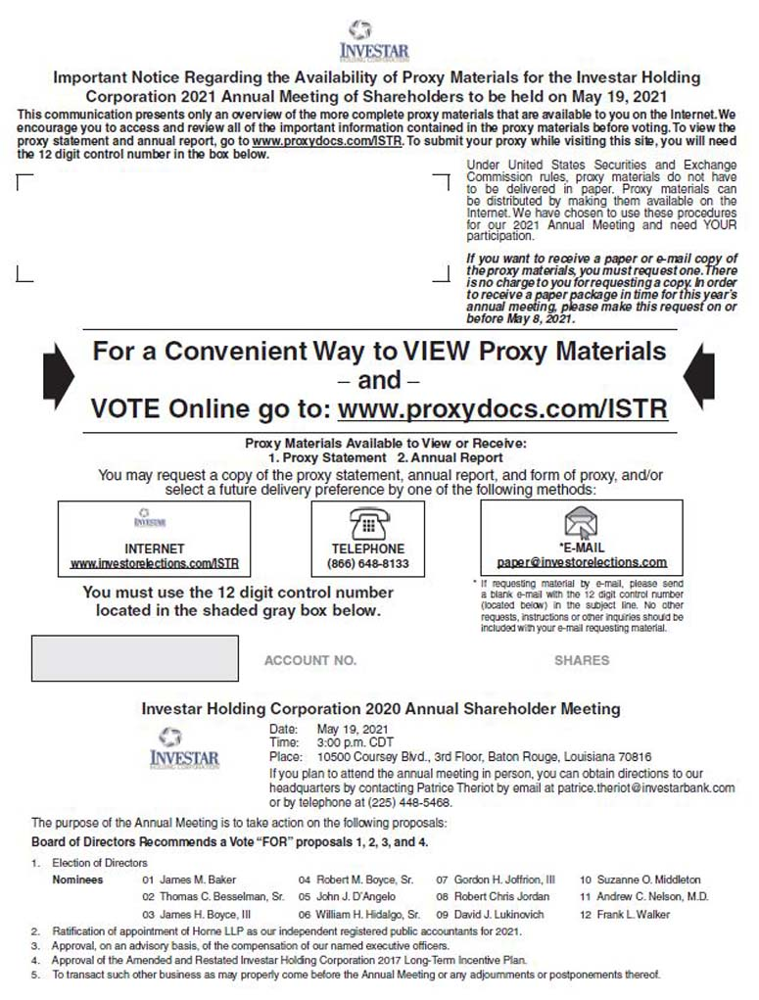 INVESTAR
HOLDING CORPORATION
Important Notice Regarding the Availability of Proxy Materials for the Investar Holding
Corporation 2021 Annual Meeting of Shareholders to be held on May 19, 2021
This communication presents only an overview of the more complete proxy materials that are available to you on the Internet. We
encourage you to access and review all of the important information contained in the proxy materials before voting. To view the
proxy statement and annual report, go to www.proxydocs.com/ISTR. To submit your proxy while visiting this site, you will need
the 12 digit control number in the box below.
Under United States Securities and Exchange
Commission rules, proxy materials do not have
to be delivered in paper. Proxy materials can
be distributed by making them available on the
Internet. We have chosen to use these procedures
for our 2021 Annual Meeting and need YOUR
participation.
If you want to receive a paper or e-mail copy of
the proxy materials, you must request one. There
is no charge to you for requesting a copy. In order
to receive a paper package in time for this year's
annual meeting, please make this request on or
before May 8, 2021.
For a Convenient Way to VIEW Proxy Materials
– and –
VOTE Online go to: www.proxydocs.com/ISTR
Proxy Materials Available to View or Receive:
1. Proxy Statement 2. Annual Report
You may request a copy of the proxy statement, annual report, and form of proxy, and/or
select a future delivery preference by one of the following methods:
INVESTAR
INTERNET
www.investorelections.com/ISTR
TELEPHONE
(866) 648-8133
*E-MAIL
paper@investorelections.com
You must use the 12 digit control number
located in the shaded gray box below.
* If requesting material by e-mail, please send
a blank e-mail with the 12 digit control number
(located below) in the subject line. No other
requests, instructions or other inquiries should be
included with your e-mail requesting material.
ACCOUNT NO. SHARES
Investar Holding Corporation 2020 Annual Shareholder Meeting
INVESTAR
HOLDING CORPORATION
Date: May 19, 2021
Time: 3:00 p.m. CDT
Place: 10500 Coursey Blvd., 3rd Floor, Baton Rouge, Louisiana 70816
If you plan to attend the annual meeting in person, you can obtain directions to our
headquarters by contacting Patrice Theriot by email at patrice.theriot@investarbank.com
or by telephone at (225) 448-5468.
The purpose of the Annual Meeting is to take action on the following proposals:
Board of Directors Recommends a Vote “FOR” proposals 1, 2, 3, and 4.
1. Election of Directors
Nominees 01 James M. Baker 04 Robert M. Boyce, Sr. 07 Gordon H. Joffrion, III 10 Suzanne O. Middleton
02 Thomas C. Besselman, Sr. 05 John J. D'Angelo 08 Robert Chris Jordan 11 Andrew C. Nelson, M.D.
03 James H. Boyce, III 06 William H. Hidalgo, Sr. 09 David J. Lukinovich 12 Frank L. Walker
2. Ratification of appointment of Horne LLP as our independent registered public accountants for 2021.
3. Approval, on an advisory basis, of the compensation of our named executive officers.
4. Approval of the Amended and Restated Investar Holding Corporation 2017 Long-Term Incentive Plan.
5. To transact such other business as may properly come before the Annual Meeting or any adjournments or postponements thereof.